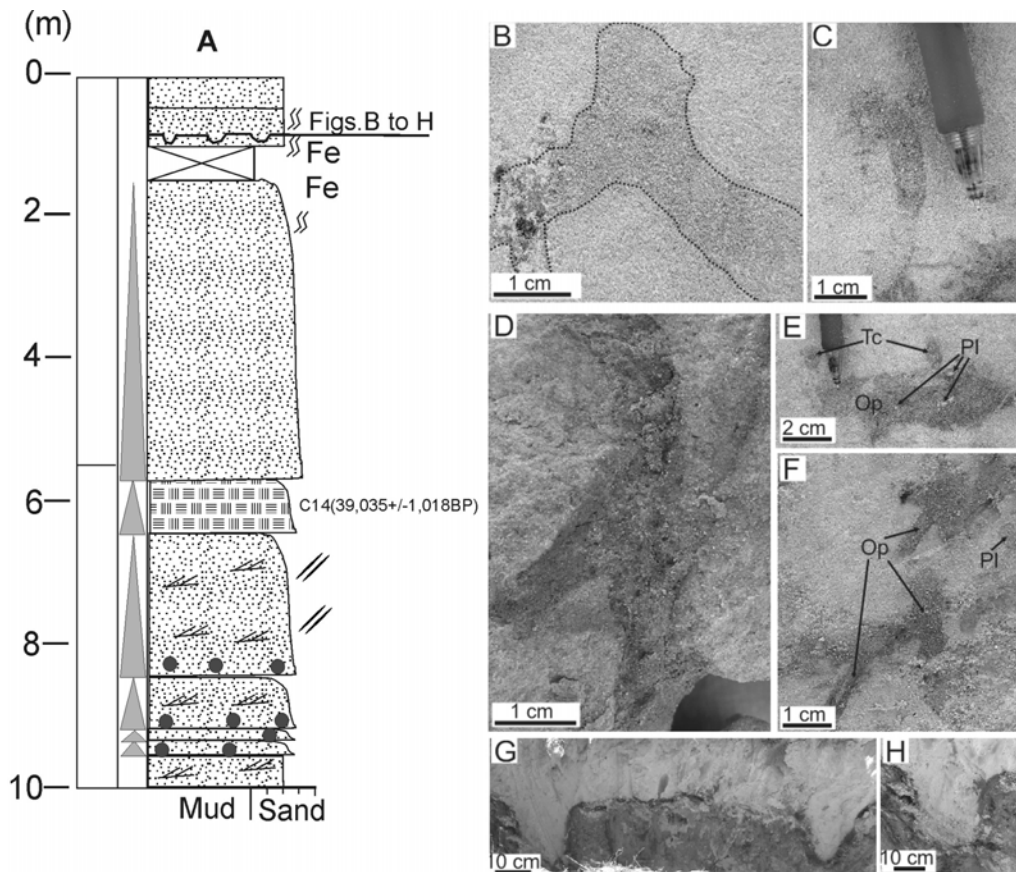 (m)
A
0
2
4
6
8
10
Figs.B to H
Fe
Fe
C14(39,035+/-1,018BP)
Mud
Sand
B
1 cm
C
1 cm
D
1 cm
E
Tc
Pl
Op
2 cm
F
Op
Pl
1 cm
G
10 cm
H
10 cm